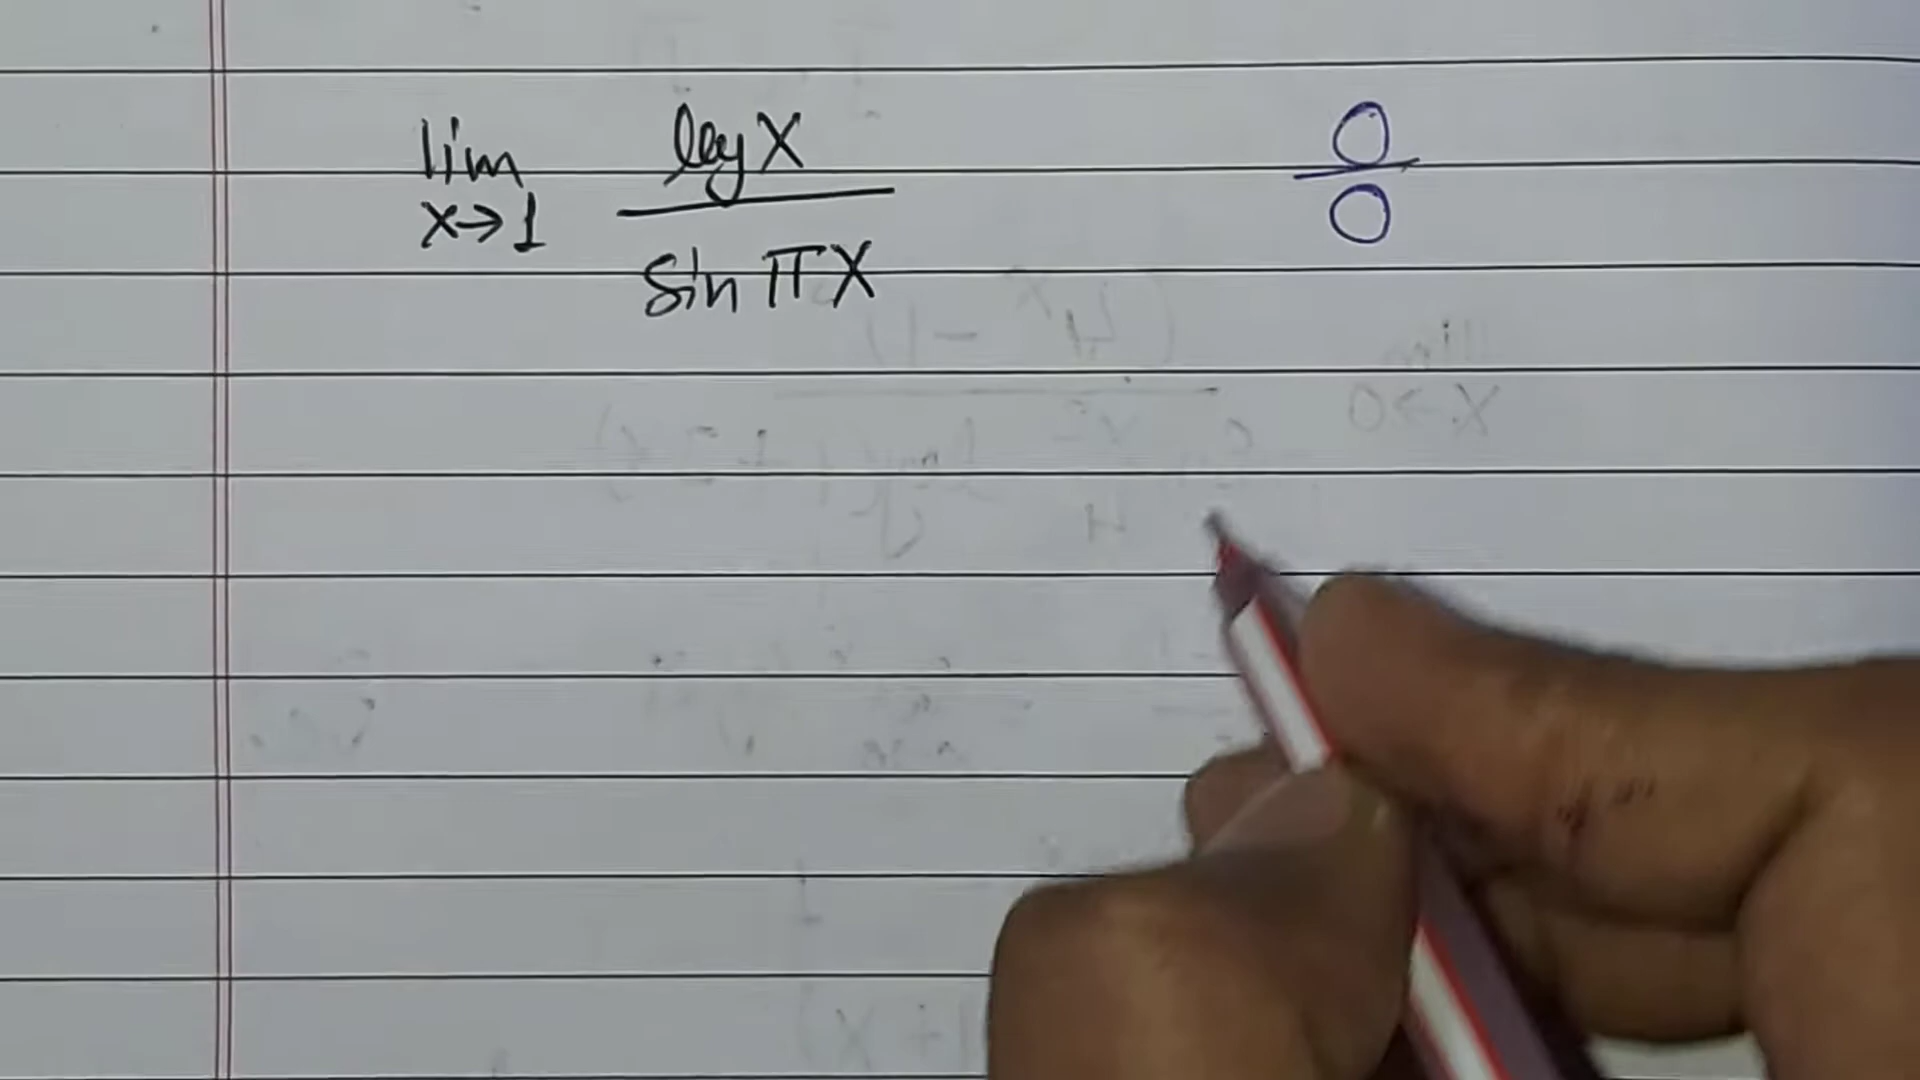 lim x→1 log x / sin πx
0/0